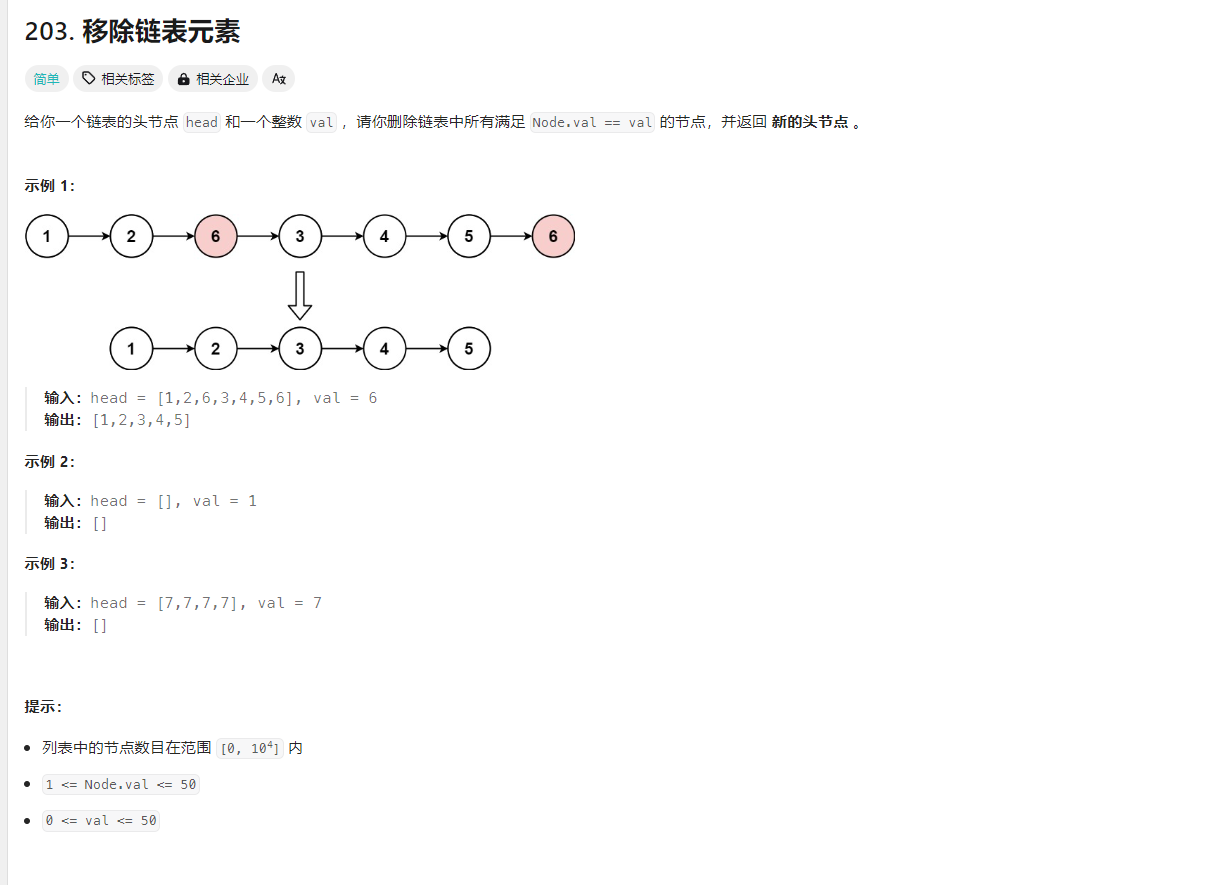 203. 移除链表元素
简单 相关标签 相关企业 Ax
给你一个链表的头节点 head 和一个整数 val ，请你删除链表中所有满足 Node.val == val 的节点，并返回 新的头节点 。
示例 1：
1 2 6 3 4 5 6
1 2 3 4 5
输入：head = [1,2,6,3,4,5,6], val = 6
输出：[1,2,3,4,5]
示例 2：
输入：head = [], val = 1
输出：[]
示例 3：
输入：head = [7,7,7,7], val = 7
输出：[]
提示：
列表中的节点数目在范围 [0, 10⁴] 内
1 <= Node.val <= 50
0 <= val <= 50